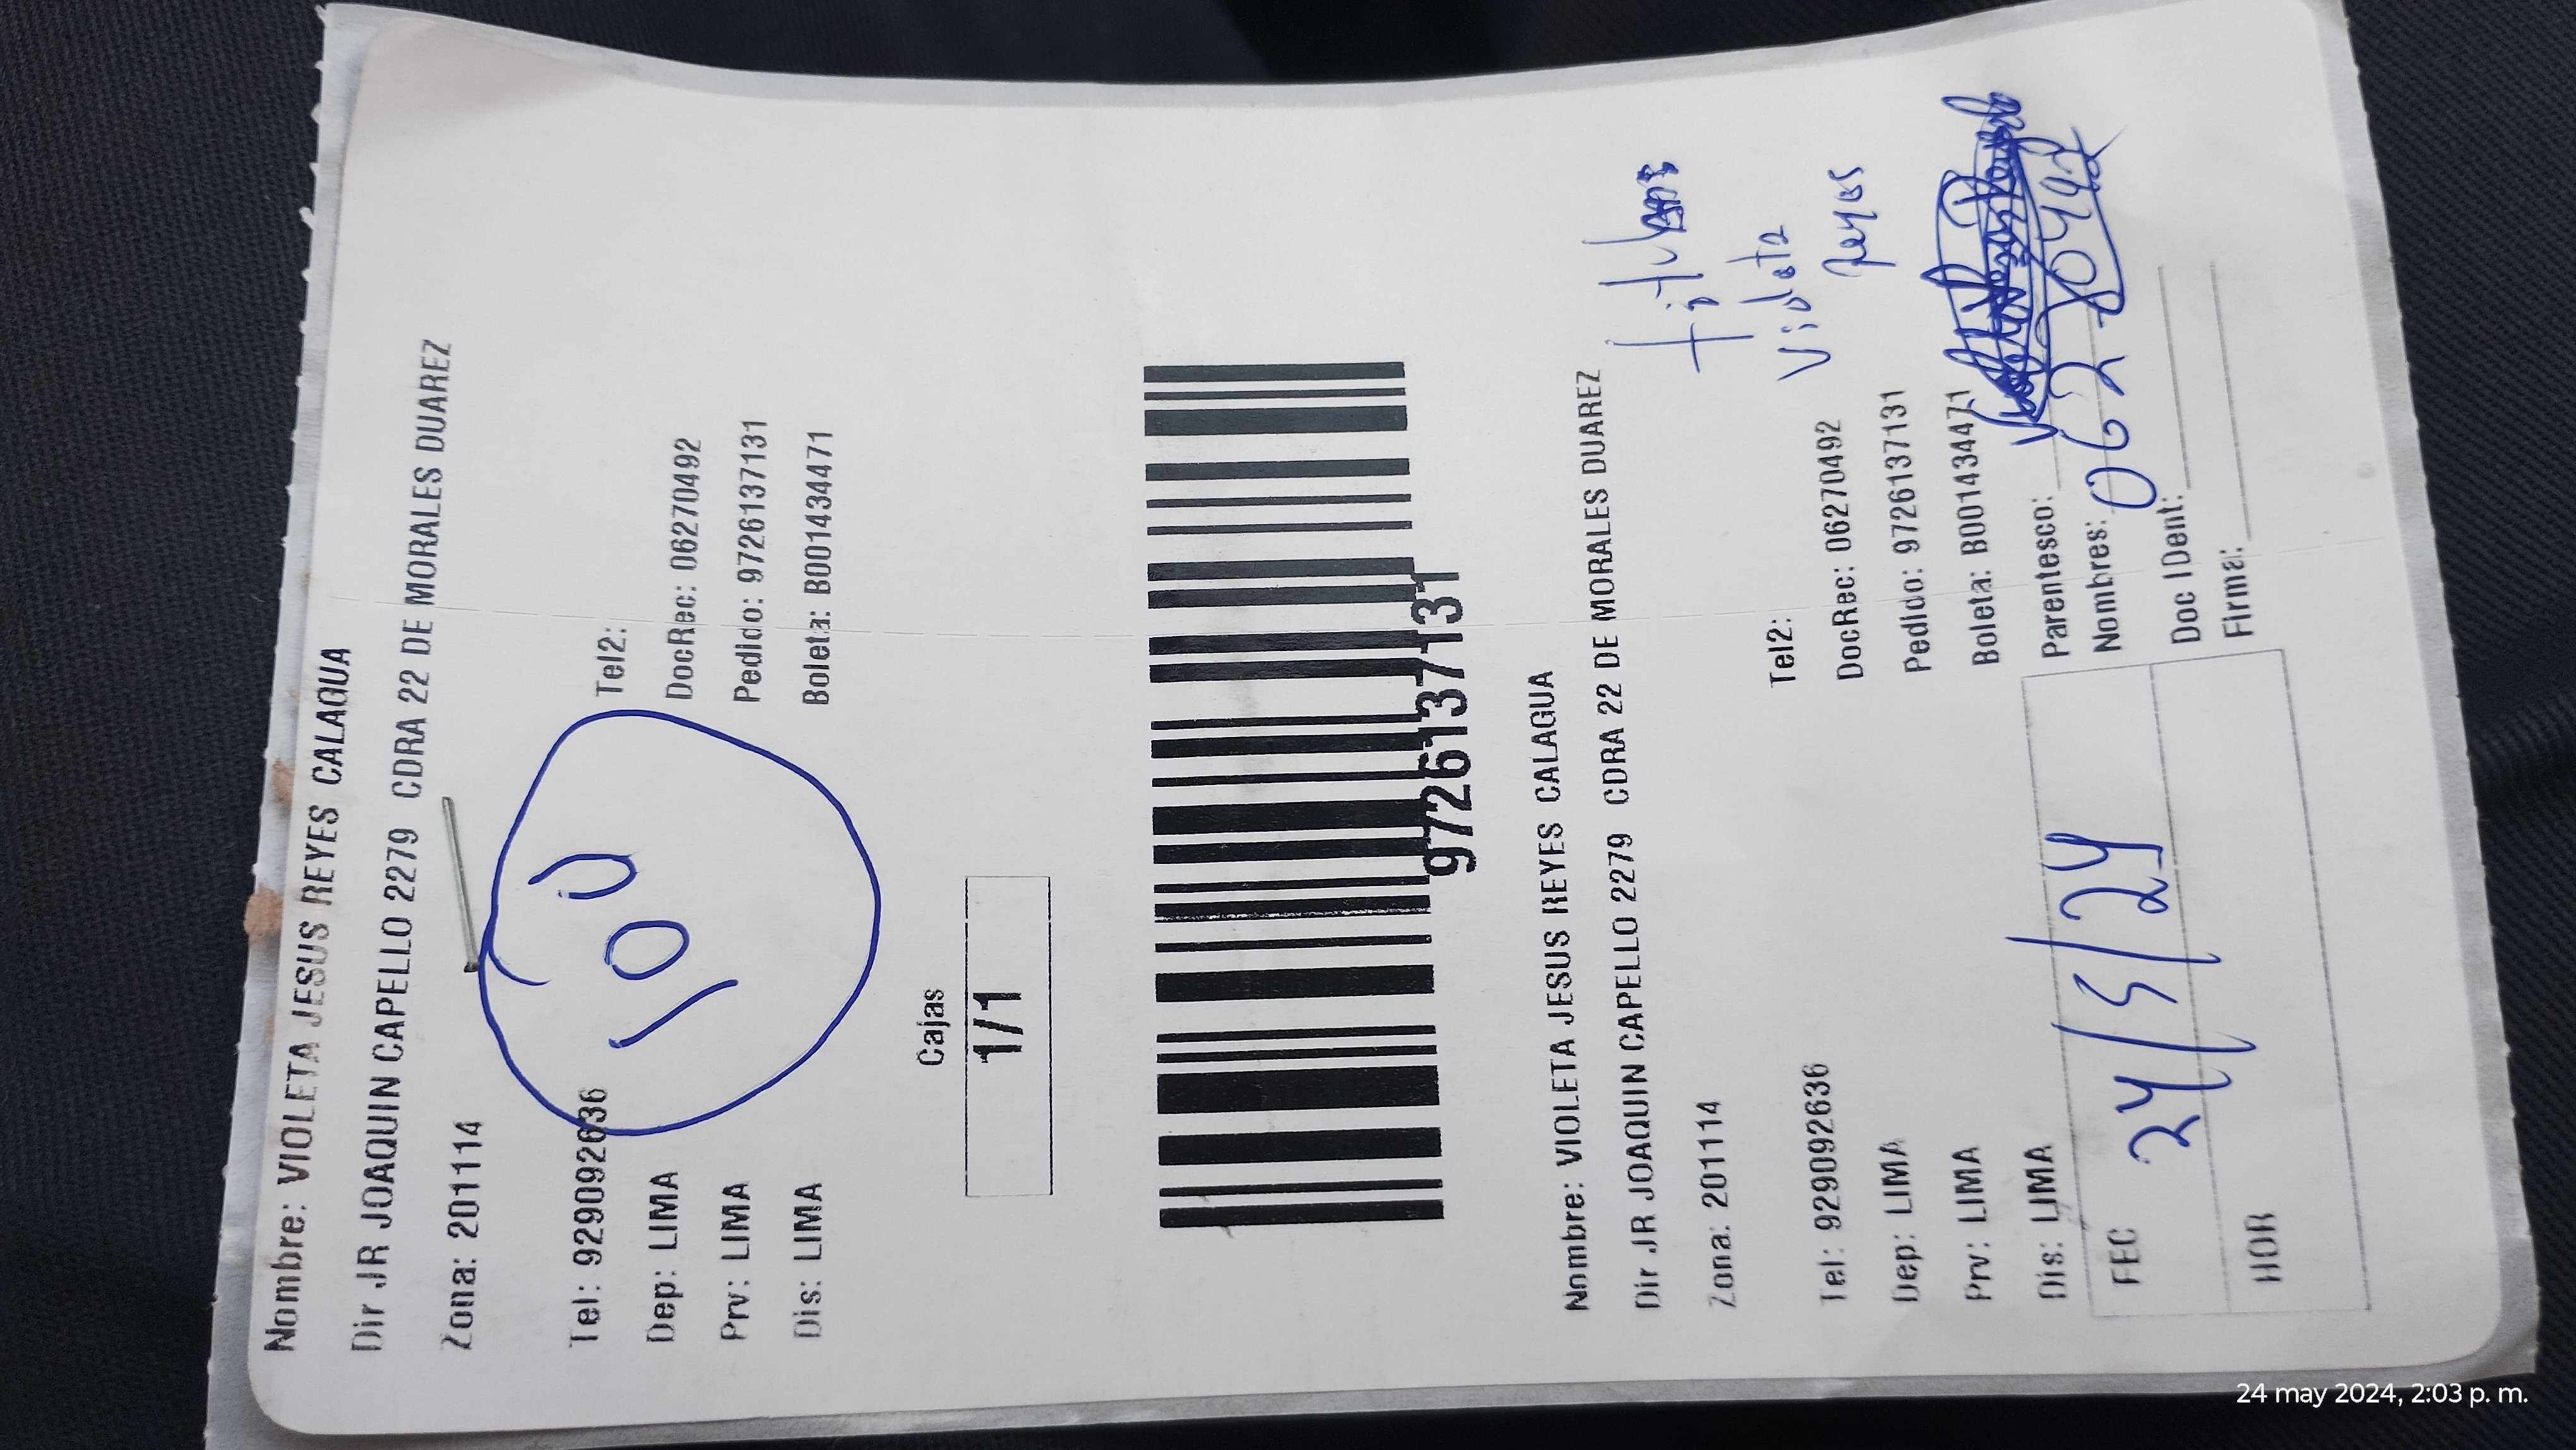 Nombre: VIOLETA JESUS REYES CALAGUA
Dir JR JOAQUIN CAPELLO 2279 CDRA 22 DE MORALES DUAREZ
Zona: 201114
Tel: 929092636 Tel2:
Dep: LIMA DocRec: 06270492
Prv: LIMA Pedido: 9726137131
Dis: LIMA Boleta: B001434471
Cajas
1/1
9726137131
Nombre: VIOLETA JESUS REYES CALAGUA
Dir JR JOAQUIN CAPELLO 2279 CDRA 22 DE MORALES DUAREZ
Zona: 201114
titular
Violeta
Reyes
Tel: 929092636 Tel2:
Dep: LIMA DocRec: 06270492
Prv: LIMA Pedido: 9726137131
Dis: LIMA Boleta: B001434471
Parentesco:
FEC 24/5/24 Nombres: 06270492
Doc IDent:
HOR Firma:
24 may 2024, 2:03 p. m.